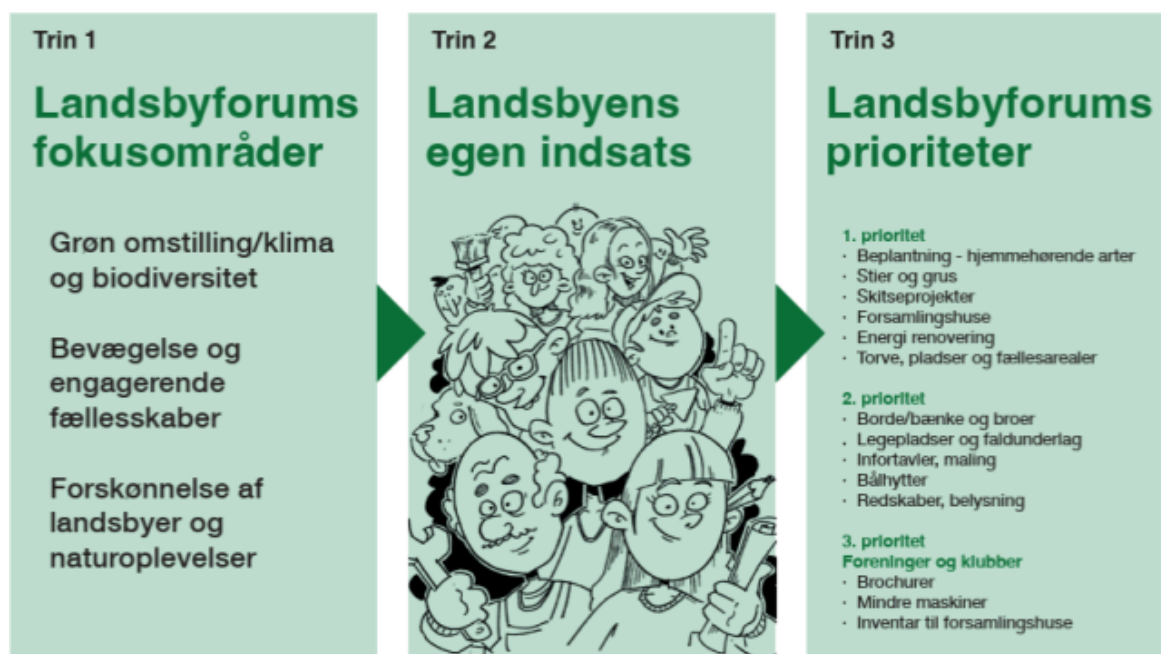 Trin 1
Landsbyforums
fokusområder
Grøn omstilling/klima
og biodiversitet
Bevægelse og
engagerende
fællesskaber
Forskønnelse af
landsbyer og
naturoplevelser
Trin 2
Landsbyens
egen indsats
Trin 3
Landsbyforums
prioriteter
1. prioritet
· Beplantning - hjemmehørende arter
· Stier og grus
· Skitseprojekter
· Forsamlingshuse
· Energi renovering
· Torve, pladser og fællesarealer
2. prioritet
· Borde/bænke og broer
. Legepladser og faldunderlag
· Infortavler, maling
· Bålhytter
· Redskaber, belysning
3. prioritet
Foreninger og klubber
· Brochurer
· Mindre maskiner
· Inventar til forsamlingshuse